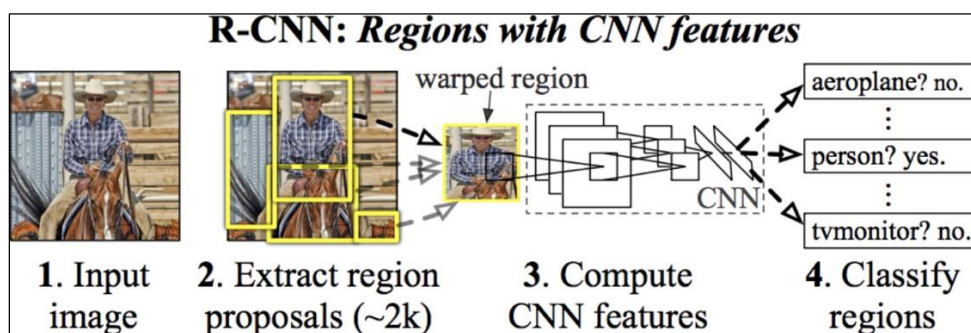 R-CNN: Regions with CNN features
warped region
aeroplane? no.
person? yes.
tvmonitor? no.
CNN
1. Input image
2. Extract region proposals (~2k)
3. Compute CNN features
4. Classify regions